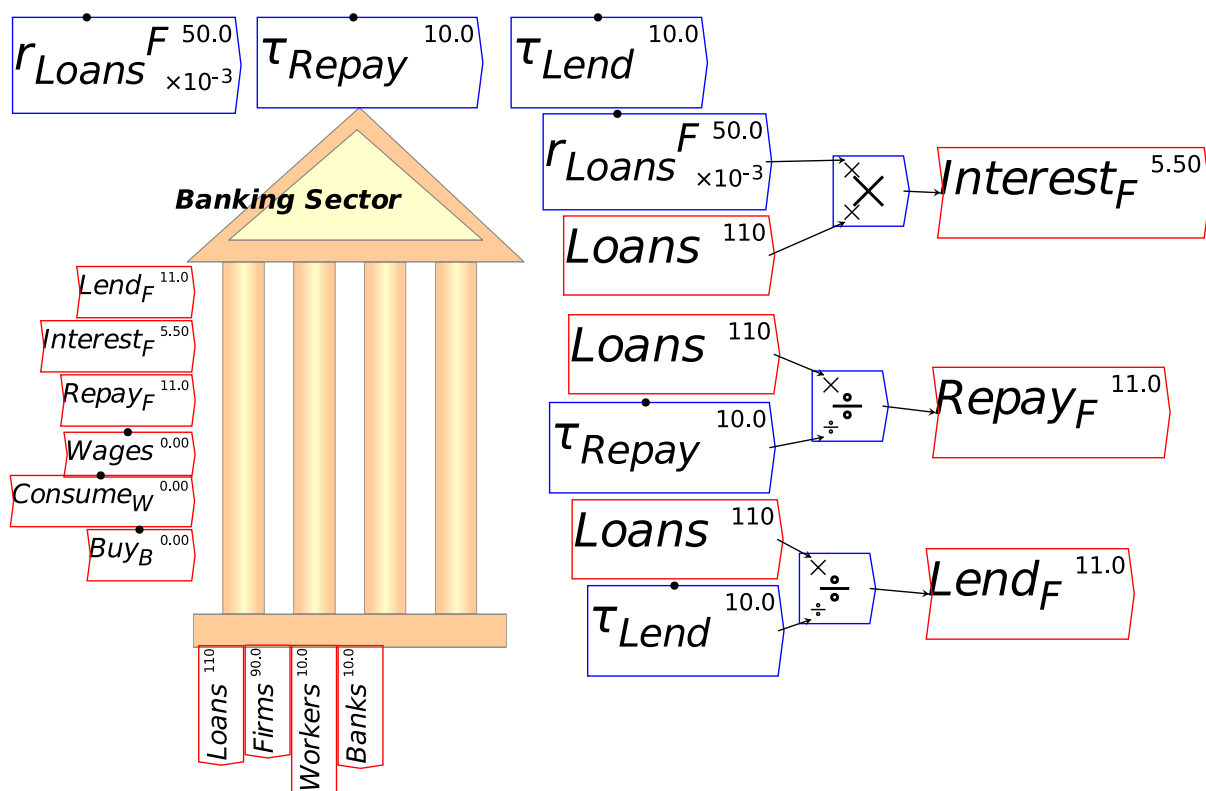 r_Loans^F 50.0 ×10⁻³
τ_Repay 10.0
τ_Lend 10.0
r_Loans^F 50.0 ×10⁻³
×
×
×
Interest_F 5.50
Banking Sector
Loans 110
Lend_F 11.0
Interest_F 5.50
Repay_F 11.0
Wages 0.00
Consume_W 0.00
Buy_B 0.00
Loans 110
×
÷
÷
Repay_F 11.0
τ_Repay 10.0
Loans 110
×
÷
÷
Lend_F 11.0
τ_Lend 10.0
Loans 110
Firms 90.0
Workers 10.0
Banks 10.0